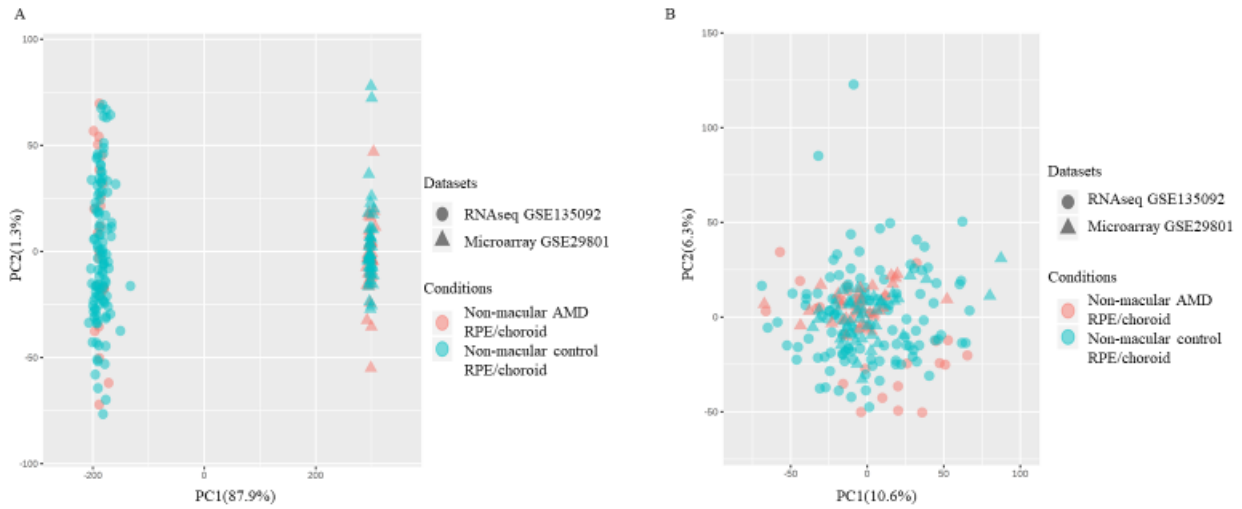 A
100
50
0
-50
-100
-200
0
200
PC2(1.3%)
PC1(87.9%)
Datasets
RNAseq GSE135092
Microarray GSE29801
Conditions
Non-macular AMD
RPE/choroid
Non-macular control
RPE/choroid
B
150
100
50
0
-50
-50
0
50
100
PC2(6.3%)
PC1(10.6%)
Datasets
RNAseq GSE135092
Microarray GSE29801
Conditions
Non-macular AMD
RPE/choroid
Non-macular control
RPE/choroid